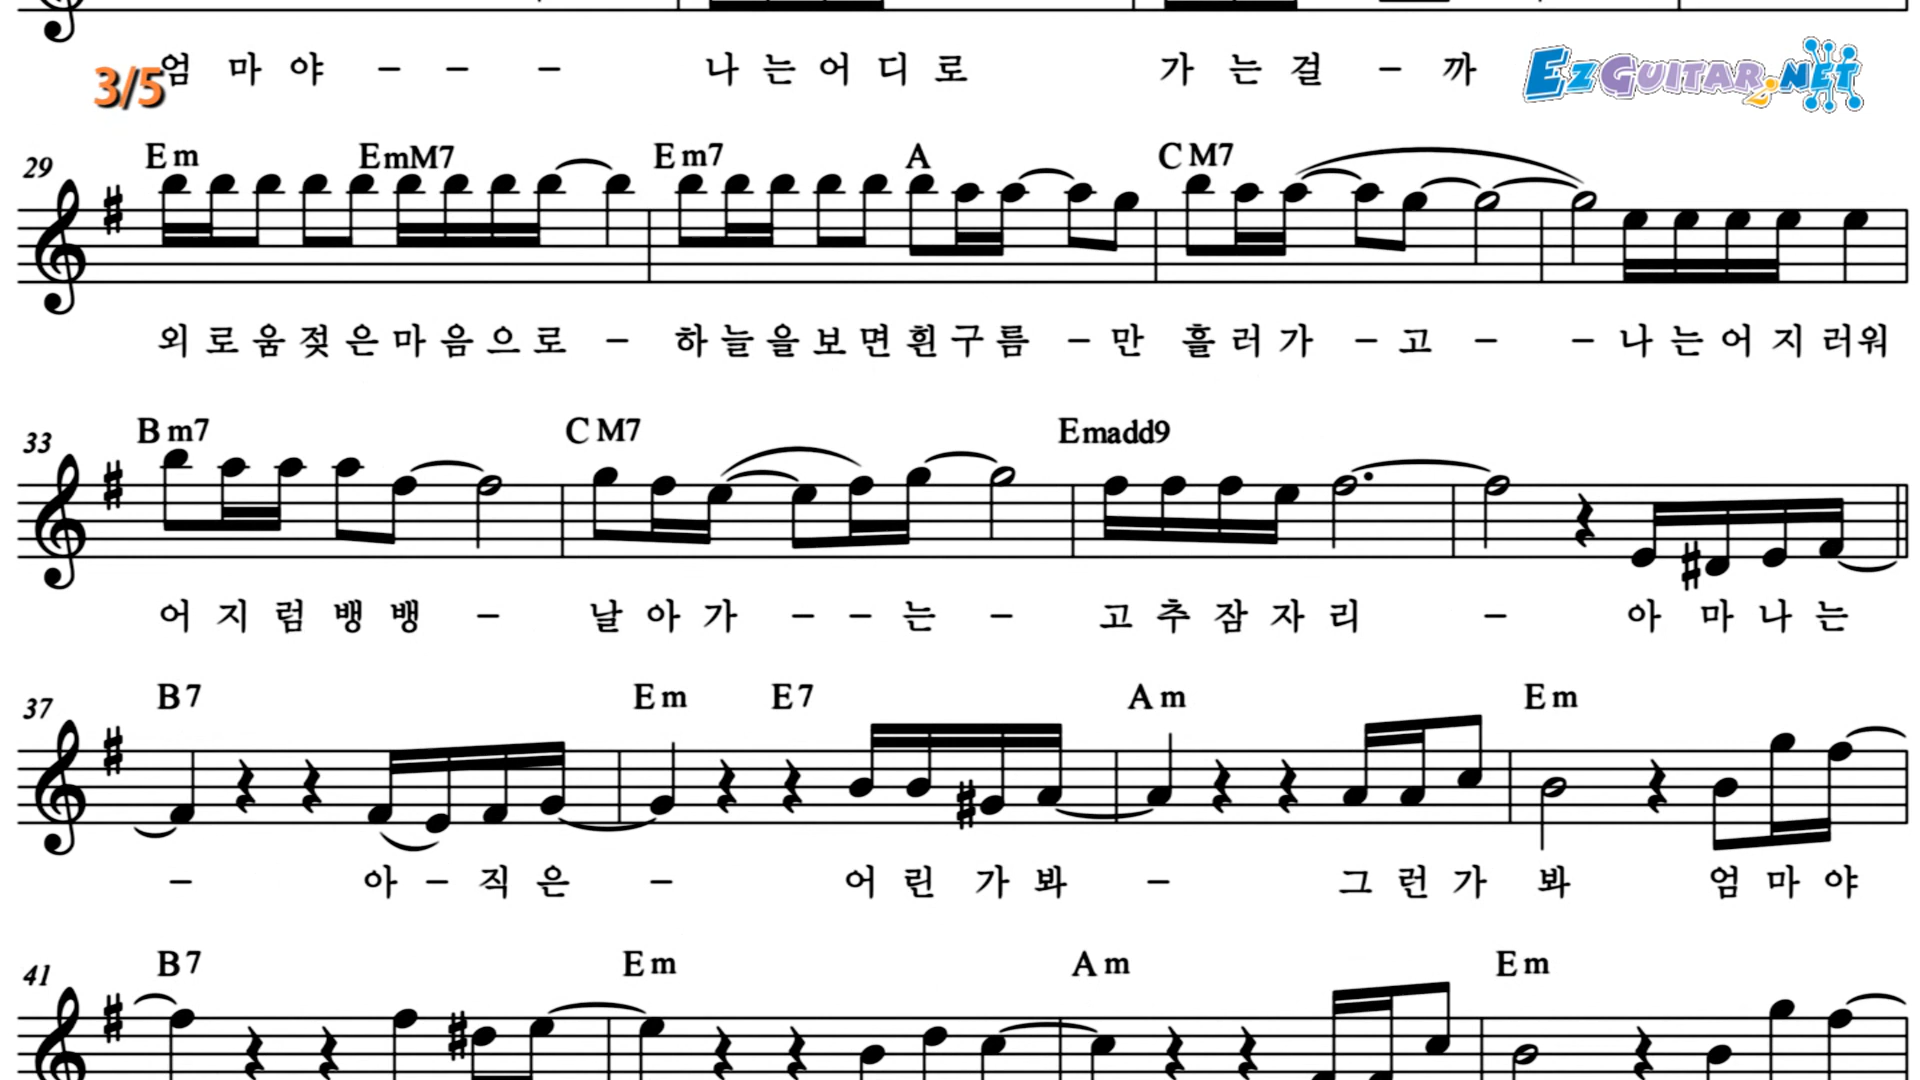 엄 마 야 - - - 나 는 어 디 로 가 는 걸 - 까
3/5
EzGuitar2.net
Em EmM7 Em7 A CM7
29
외 로 움 젖 은 마 음 으 로 - 하 늘 을 보 면 흰 구 름 - 만 흘 러 가 - 고 - - 나 는 어 지 러워
Bm7 CM7 Emadd9
33
어 지 럼 뱅 뱅 - 날 아 가 - - 는 - 고 추 잠 자 리 - 아 마 나 는
B7 Em E7 Am Em
37
- 아 - 직 은 - 어 린 가 봐 - 그 런 가 봐 엄 마 야
B7 Em Am Em
41